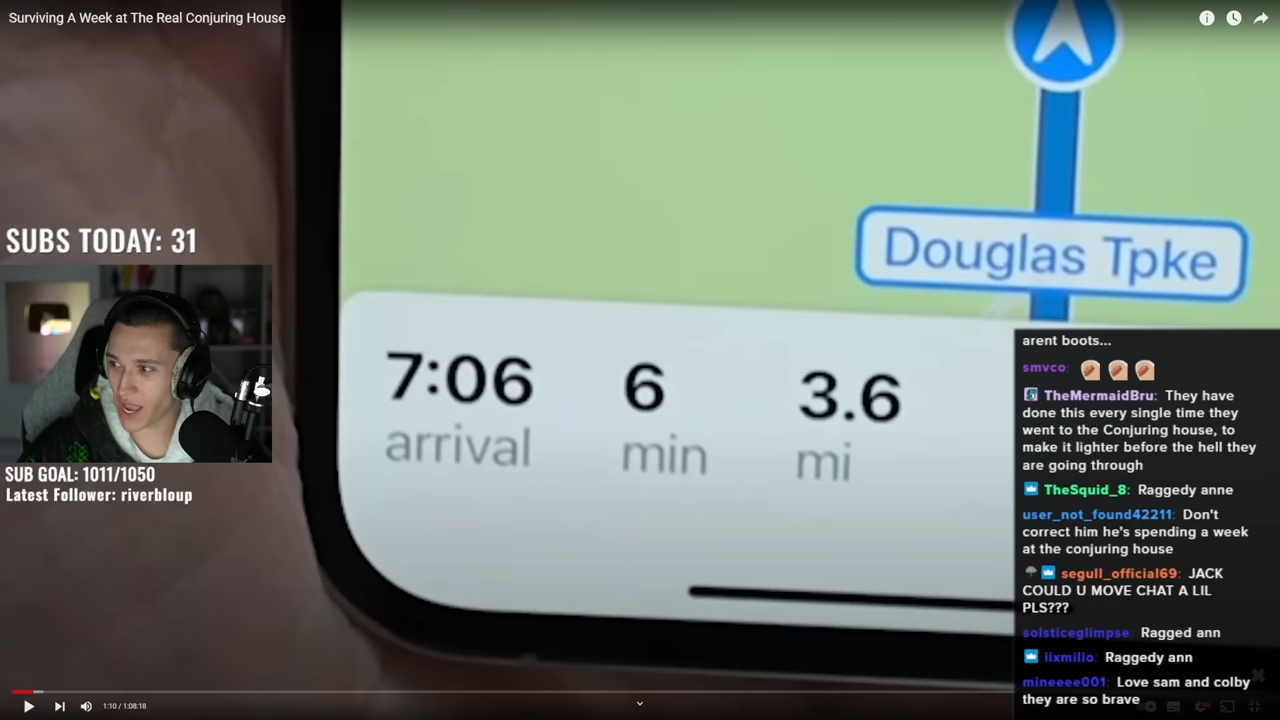 Surviving A Week at The Real Conjuring House
Douglas Tpke
7:06
arrival
6
min
3.6
mi
SUBS TODAY: 31
SUB GOAL: 1011/1050
Latest Follower: riverbloup
arent boots...
smvco:
TheMermaidBru: They have
done this every single time they
went to the Conjuring house, to
make it lighter before the hell they
are going through
TheSquid_8: Raggedy anne
user_not_found42211: Don't
correct him he's spending a week
at the conjuring house
segull_official69: JACK
COULD U MOVE CHAT A LIL
PLS???
solsticeglimpse: Ragged ann
iixmilio: Raggedy ann
mineeee001: Love sam and colby
they are so brave
1:10 / 1:08:18